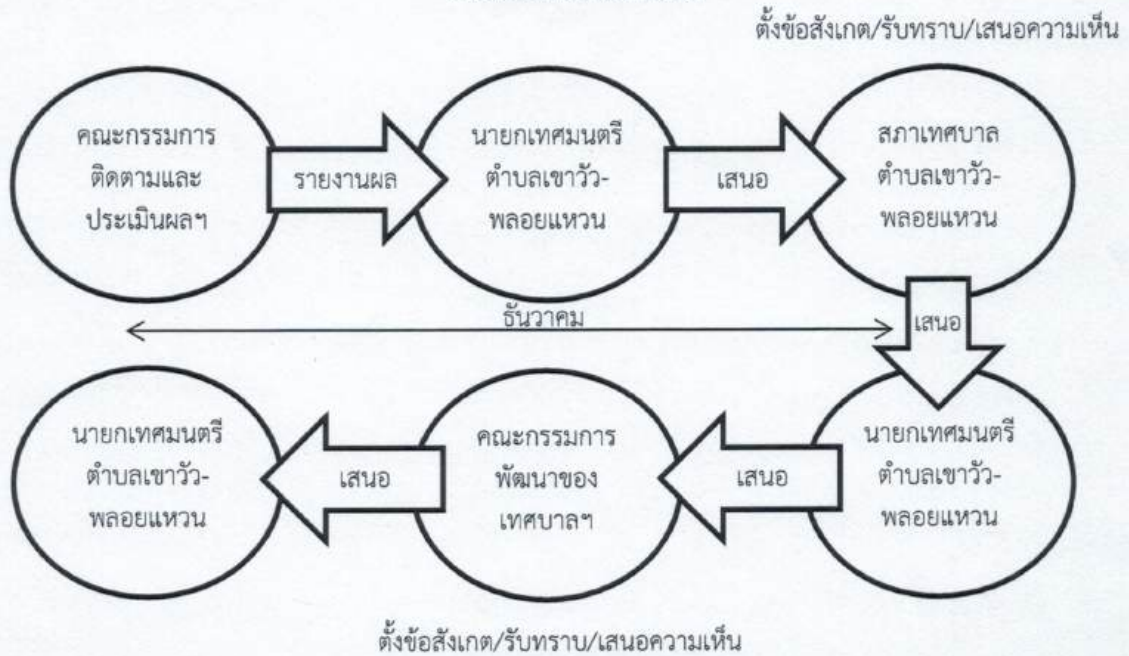 ตั้งข้อสังเกต/รับทราบ/เสนอความเห็น
คณะกรรมการ
ติดตามและ
ประเมินผลฯ
รายงานผล
นายกเทศมนตรี
ตำบลเขาวัว-
พลอยแหวน
เสนอ
สภาเทศบาล
ตำบลเขาวัว-
พลอยแหวน
ธันวาคม
เสนอ
นายกเทศมนตรี
ตำบลเขาวัว-
พลอยแหวน
เสนอ
คณะกรรมการ
พัฒนาของ
เทศบาลฯ
เสนอ
นายกเทศมนตรี
ตำบลเขาวัว-
พลอยแหวน
ตั้งข้อสังเกต/รับทราบ/เสนอความเห็น